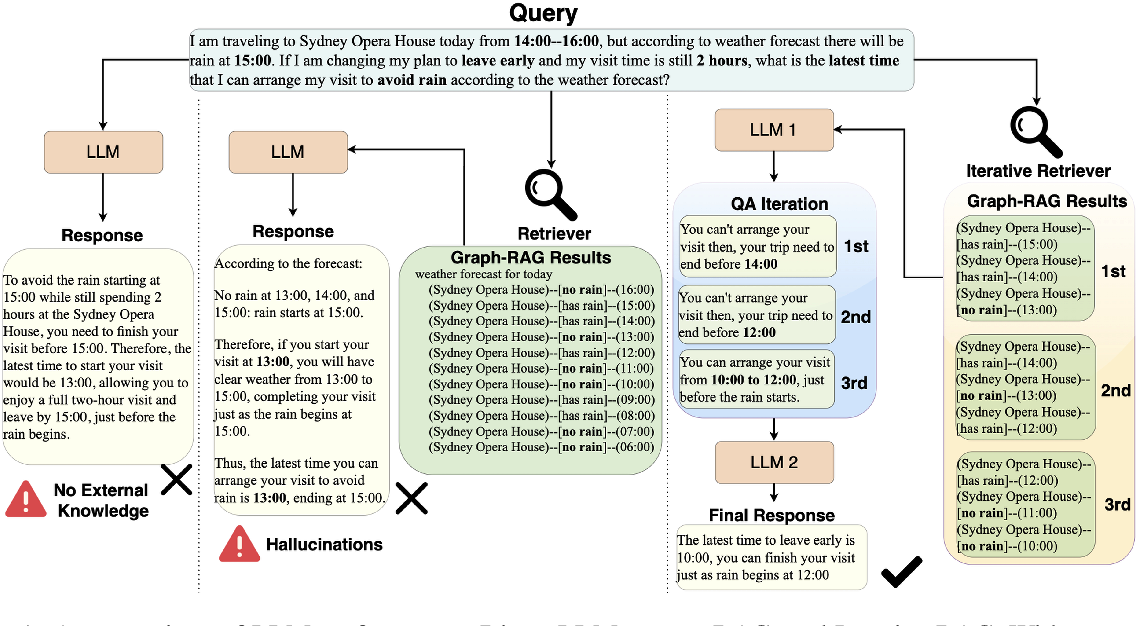 Query
I am traveling to Sydney Opera House today from 14:00--16:00, but according to weather forecast there will be
rain at 15:00. If I am changing my plan to leave early and my visit time is still 2 hours, what is the latest time
that I can arrange my visit to avoid rain according to the weather forecast?
LLM
Response
To avoid the rain starting at
15:00 while still spending 2
hours at the Sydney Opera
House, you need to finish your
visit before 15:00. Therefore, the
latest time to start your visit
would be 13:00, allowing you to
enjoy a full two-hour visit and
leave by 15:00, just before the
rain begins.
No External
Knowledge
LLM
Response
According to the forecast:
No rain at 13:00, 14:00, and
15:00: rain starts at 15:00.
Therefore, if you start your
visit at 13:00, you will have
clear weather from 13:00 to
15:00, completing your visit
just as the rain begins at
15:00.
Thus, the latest time you can
arrange your visit to avoid
rain is 13:00, ending at 15:00.
Hallucinations
Retriever
Graph-RAG Results
weather forecast for today
(Sydney Opera House)--[no rain]--(16:00)
(Sydney Opera House)--[has rain]--(15:00)
(Sydney Opera House)--[has rain]--(14:00)
(Sydney Opera House)--[no rain]--(13:00)
(Sydney Opera House)--[has rain]--(12:00)
(Sydney Opera House)--[no rain]--(11:00)
(Sydney Opera House)--[no rain]--(10:00)
(Sydney Opera House)--[has rain]--(09:00)
(Sydney Opera House)--[has rain]--(08:00)
(Sydney Opera House)--[no rain]--(07:00)
(Sydney Opera House)--[no rain]--(06:00)
LLM 1
QA Iteration
You can't arrange your
visit then, your trip need to
end before 14:00
1st
You can't arrange your
visit then, your trip need to
end before 12:00
2nd
You can arrange your visit
from 10:00 to 12:00, just
before the rain starts.
3rd
LLM 2
Final Response
The latest time to leave early is
10:00, you can finish your visit
just as rain begins at 12:00
Iterative Retriever
Graph-RAG Results
(Sydney Opera House)--
[has rain]--(15:00)
(Sydney Opera House)--
[has rain]--(14:00)
(Sydney Opera House)--
[no rain]--(13:00)
1st
(Sydney Opera House)--
[has rain]--(14:00)
(Sydney Opera House)--
[no rain]--(13:00)
(Sydney Opera House)--
[has rain]--(12:00)
2nd
(Sydney Opera House)--
[has rain]--(12:00)
(Sydney Opera House)--
[no rain]--(11:00)
(Sydney Opera House)--
[no rain]--(10:00)
3rd